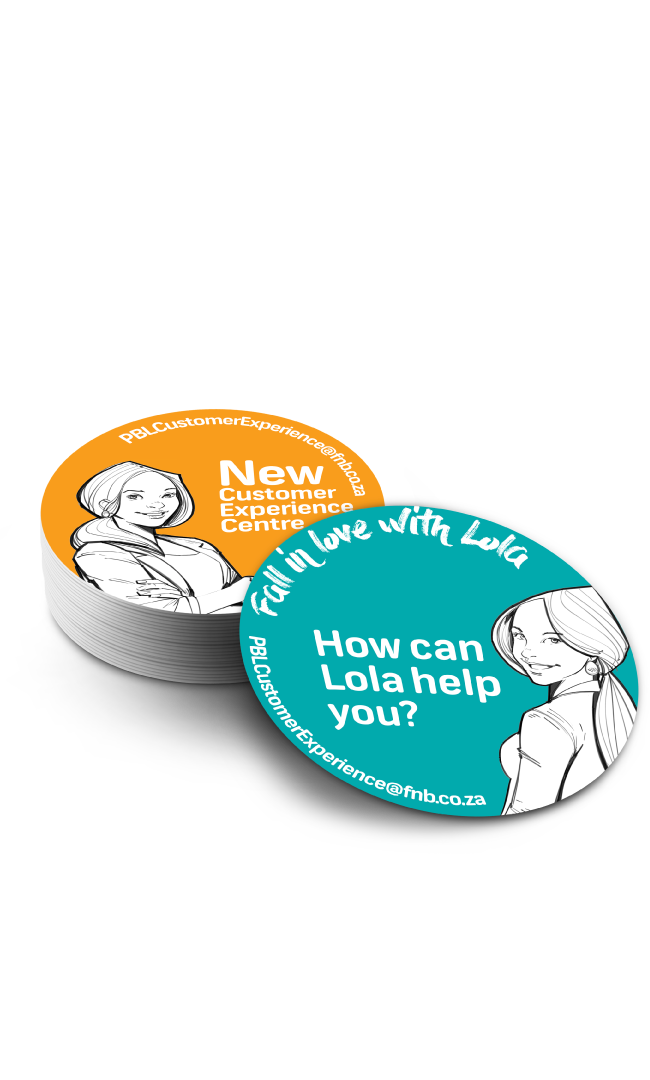 PBLCustomerExperience@fnb.co.za
New
Customer
Experience
Centre
Fall in love with Lola
How can
Lola help
you?
PBLCustomerExperience@fnb.co.za